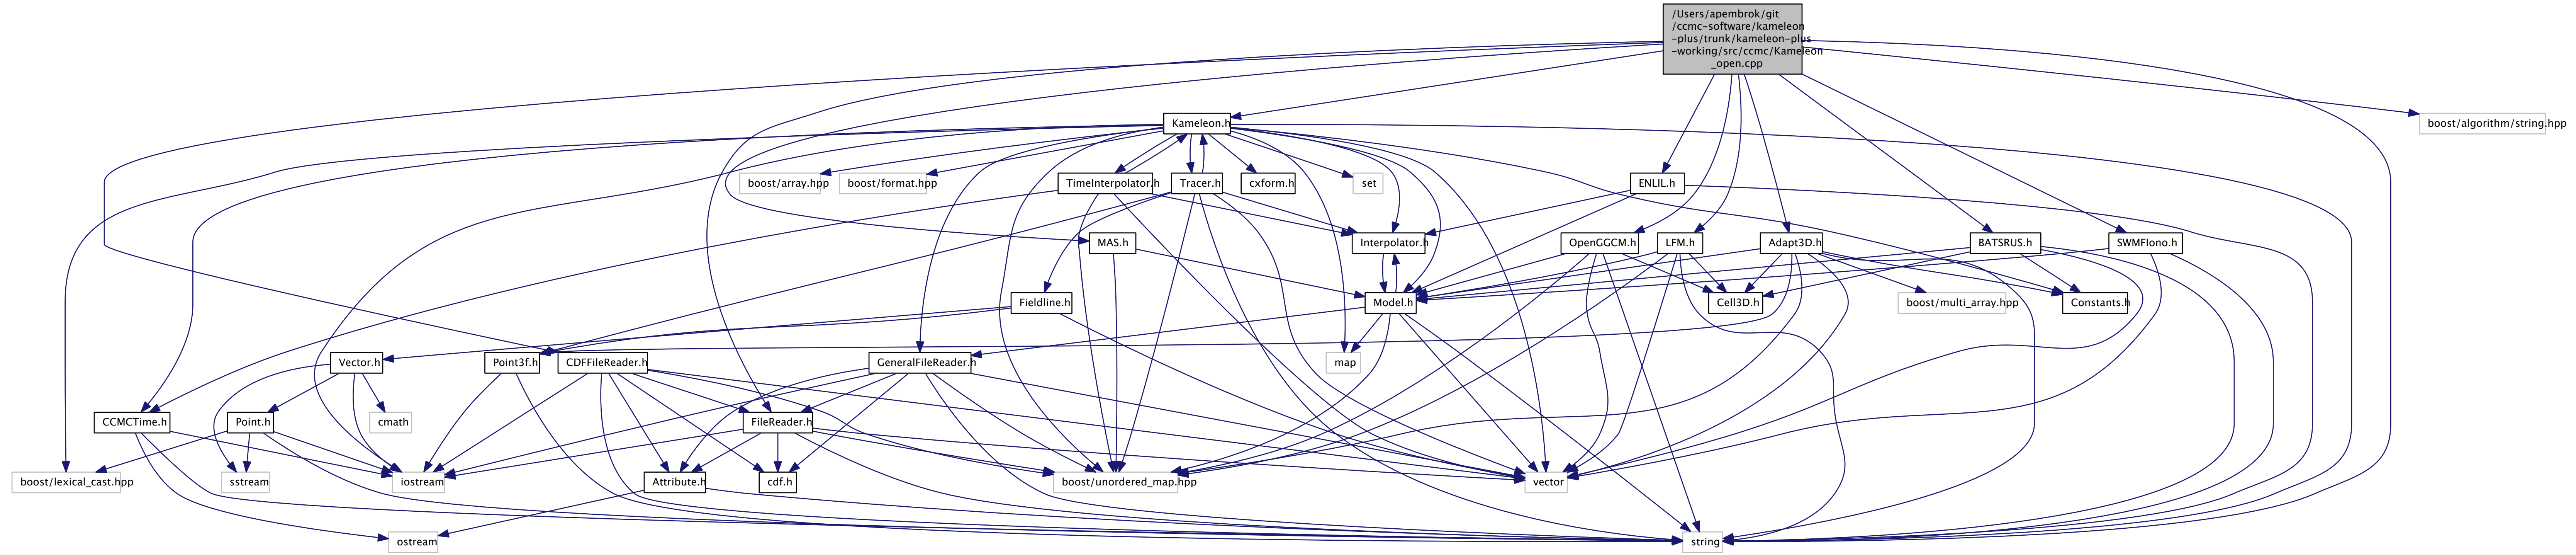 /Users/apembrok/git
/ccmc-software/kameleon
-plus/trunk/kameleon-plus
-working/src/ccmc/Kameleon
_open.cpp
Kameleon.h
boost/algorithm/string.hpp
boost/array.hpp
boost/format.hpp
TimeInterpolator.h
Tracer.h
cxform.h
set
ENLIL.h
MAS.h
Interpolator.h
OpenGGCM.h
LFM.h
Adapt3D.h
BATSRUS.h
SWMFIono.h
Fieldline.h
Model.h
Cell3D.h
boost/multi_array.hpp
Constants.h
Vector.h
Point3f.h
CDFFileReader.h
GeneralFileReader.h
map
CCMCTime.h
Point.h
cmath
FileReader.h
boost/lexical_cast.hpp
sstream
iostream
Attribute.h
cdf.h
boost/unordered_map.hpp
vector
ostream
string